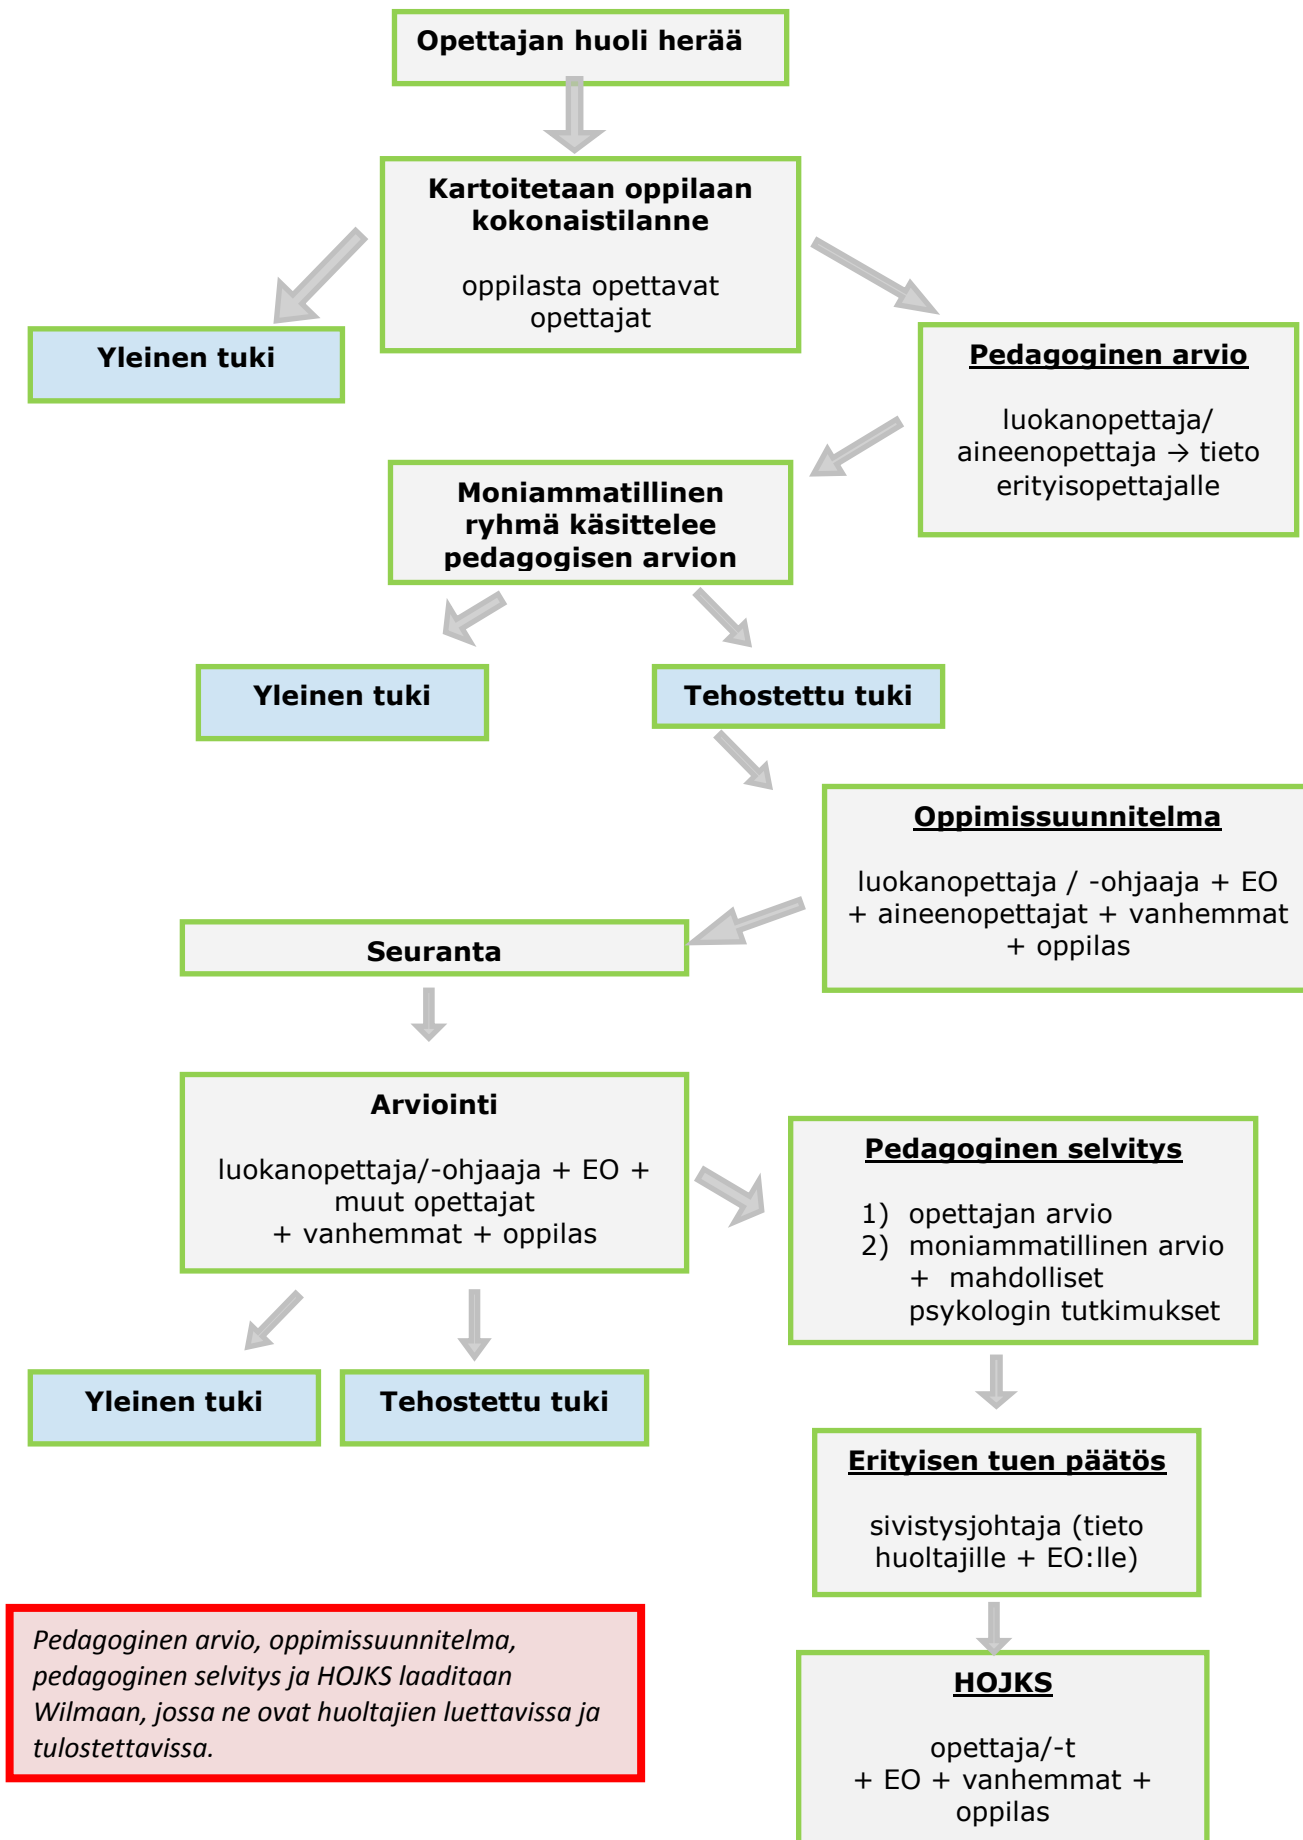 Opettajan huoli herää
Kartoitetaan oppilaan
kokonaistilanne
oppilasta opettavat
opettajat
Yleinen tuki
Pedagoginen arvio
luokanopettaja/
aineenopettaja → tieto
erityisopettajalle
Moniammatillinen
ryhmä käsittelee
pedagogisen arvion
Yleinen tuki
Tehostettu tuki
Oppimissuunnitelma
luokanopettaja / -ohjaaja + EO
+ aineenopettajat + vanhemmat
+ oppilas
Seuranta
Arviointi
luokanopettaja/-ohjaaja + EO +
muut opettajat
+ vanhemmat + oppilas
Pedagoginen selvitys
1) opettajan arvio
2) moniammatillinen arvio
+ mahdolliset
psykologin tutkimukset
Yleinen tuki
Tehostettu tuki
Erityisen tuen päätös
sivistysjohtaja (tieto
huoltajille + EO:lle)
Pedagoginen arvio, oppimissuunnitelma,
pedagoginen selvitys ja HOJKS laaditaan
Wilmaan, jossa ne ovat huoltajien luettavissa ja
tulostettavissa.
HOJKS
opettaja/-t
+ EO + vanhemmat +
oppilas